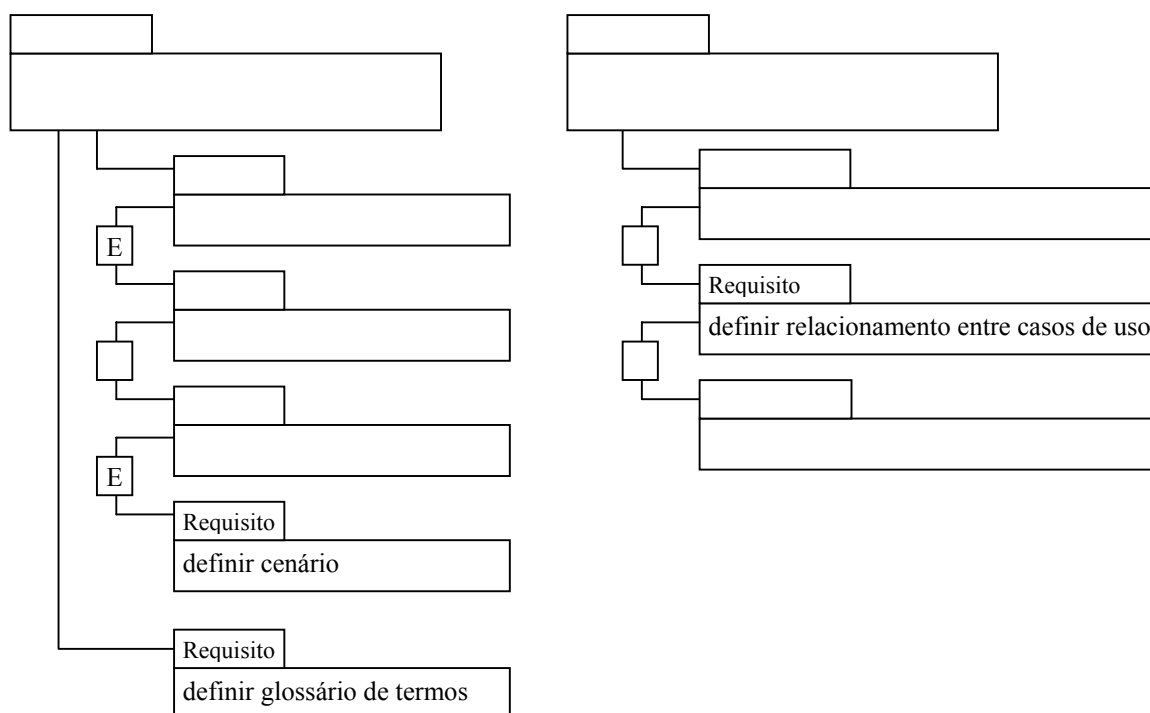 E
E
Requisito
definir cenário
Requisito
definir glossário de termos
Requisito
definir relacionamento entre casos de uso